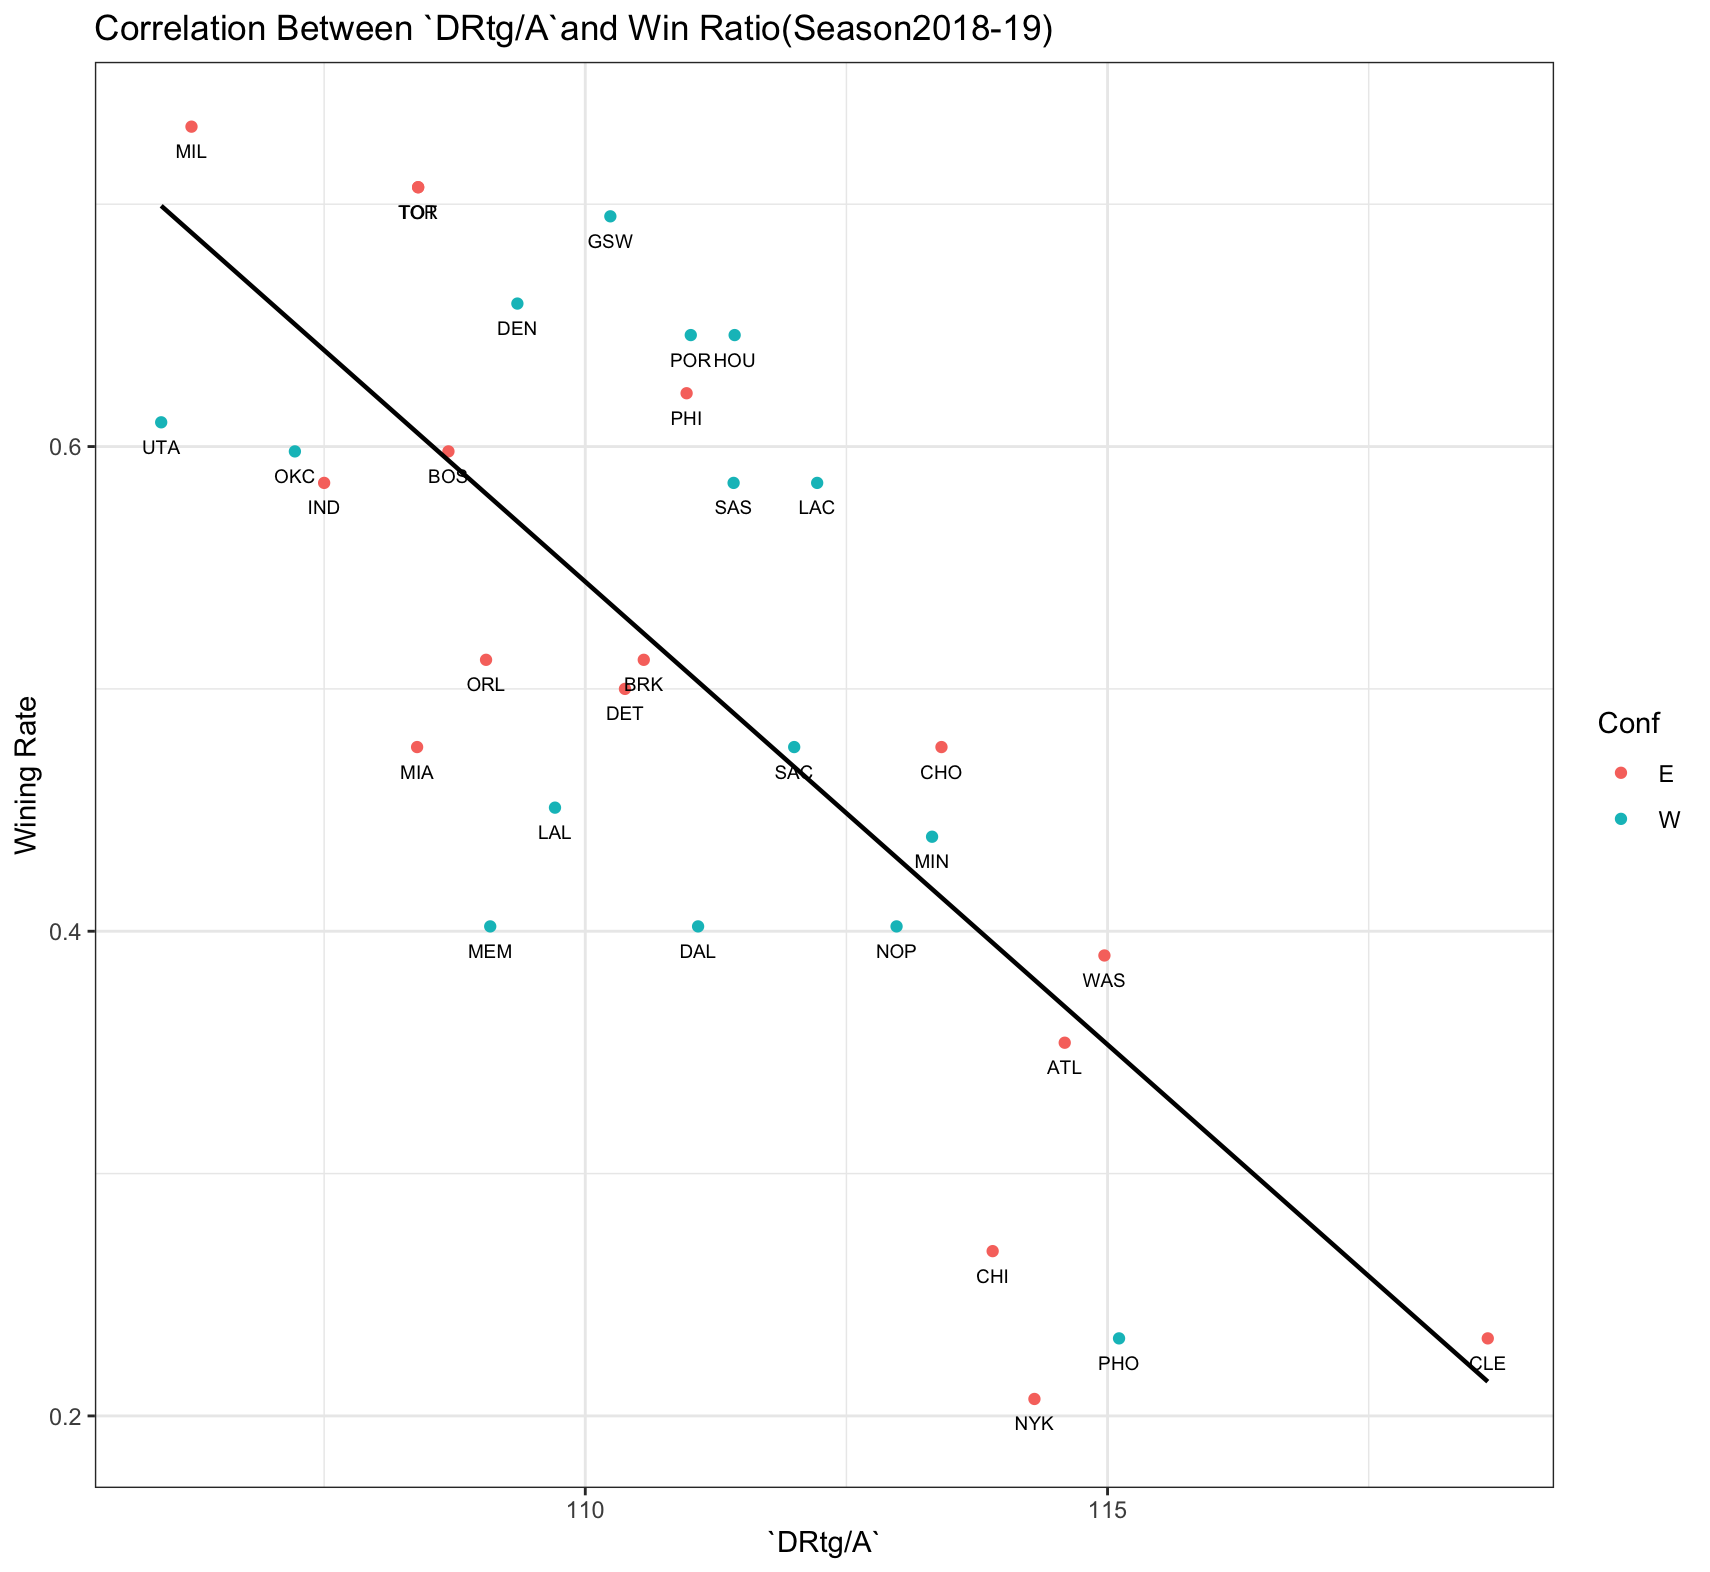 Correlation Between `DRtg/A`and Win Ratio(Season2018-19)
MIL
TOR
GSW
DEN
POR HOU
PHI
UTA
0.6
OKC
BOS
IND
SAS
LAC
ORL
BRK
DET
Wining Rate
Conf
MIA
SAC
CHO
E
W
LAL
MIN
0.4
MEM
DAL
NOP
WAS
ATL
CHI
PHO
CLE
0.2
NYK
110
115
`DRtg/A`